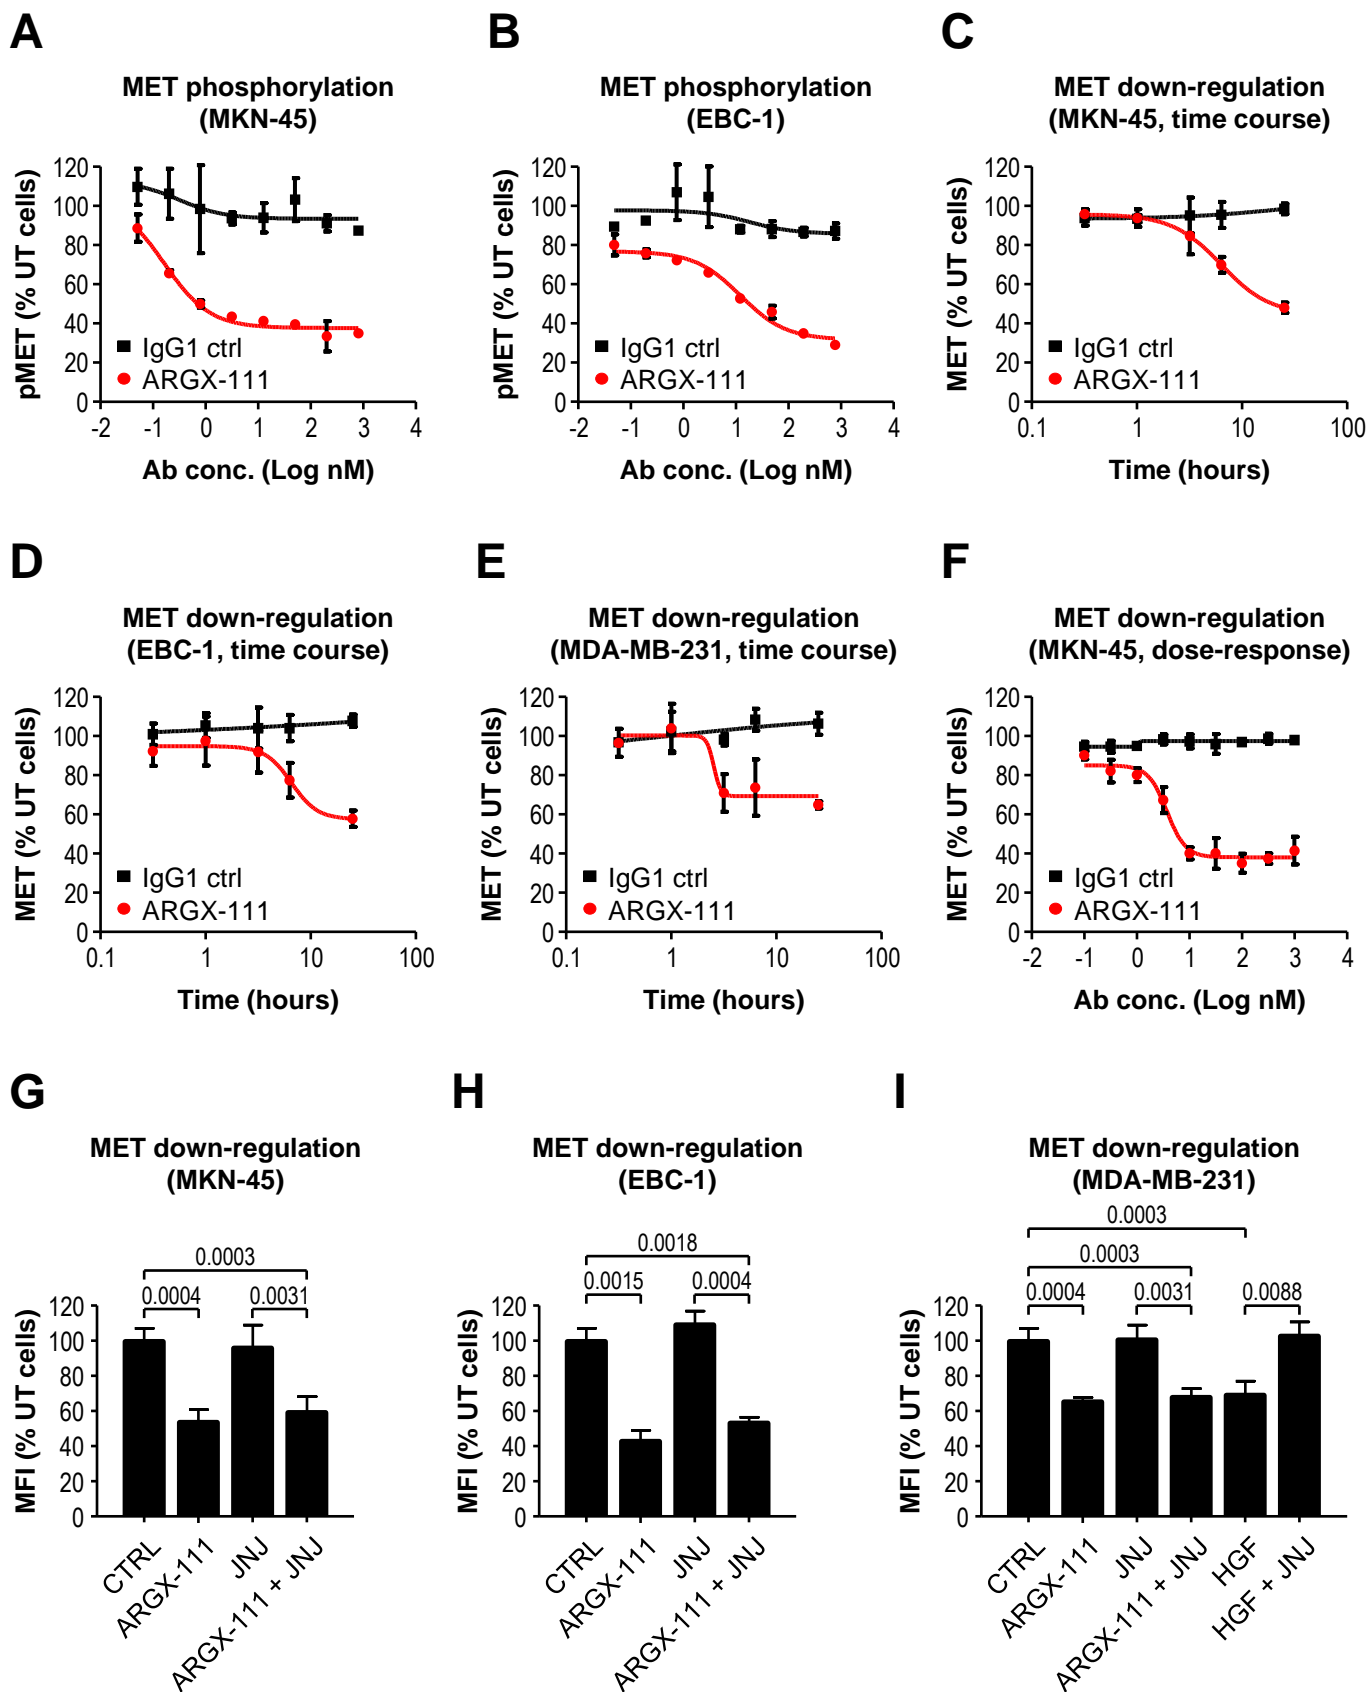 A
MET phosphorylation
(MKN-45)
pMET (% UT cells)
120
100
80
60
40
20
0
IgG1 ctrl
ARGX-111
-2 -1 0 1 2 3 4
Ab conc. (Log nM)
B
MET phosphorylation
(EBC-1)
pMET (% UT cells)
120
100
80
60
40
20
0
IgG1 ctrl
ARGX-111
-2 -1 0 1 2 3 4
Ab conc. (Log nM)
C
MET down-regulation
(MKN-45, time course)
MET (% UT cells)
120
100
80
60
40
20
0
IgG1 ctrl
ARGX-111
0.1 1 10 100
Time (hours)
D
MET down-regulation
(EBC-1, time course)
MET (% UT cells)
120
100
80
60
40
20
0
IgG1 ctrl
ARGX-111
0.1 1 10 100
Time (hours)
E
MET down-regulation
(MDA-MB-231, time course)
MET (% UT cells)
120
100
80
60
40
20
0
IgG1 ctrl
ARGX-111
0.1 1 10 100
Time (hours)
F
MET down-regulation
(MKN-45, dose-response)
MET (% UT cells)
120
100
80
60
40
20
0
IgG1 ctrl
ARGX-111
-2 -1 0 1 2 3 4
Ab conc. (Log nM)
G
MET down-regulation
(MKN-45)
0.0003
0.0004 0.0031
MFI (% UT cells)
120
100
80
60
40
20
0
CTRL
ARGX-111
JNJ
ARGX-111 + JNJ
H
MET down-regulation
(EBC-1)
0.0018
0.0015 0.0004
MFI (% UT cells)
120
100
80
60
40
20
0
CTRL
ARGX-111
JNJ
ARGX-111 + JNJ
I
MET down-regulation
(MDA-MB-231)
0.0003
0.0003
0.0004 0.0031 0.0088
MFI (% UT cells)
120
100
80
60
40
20
0
CTRL
ARGX-111
JNJ
ARGX-111 + JNJ
HGF
HGF + JNJ